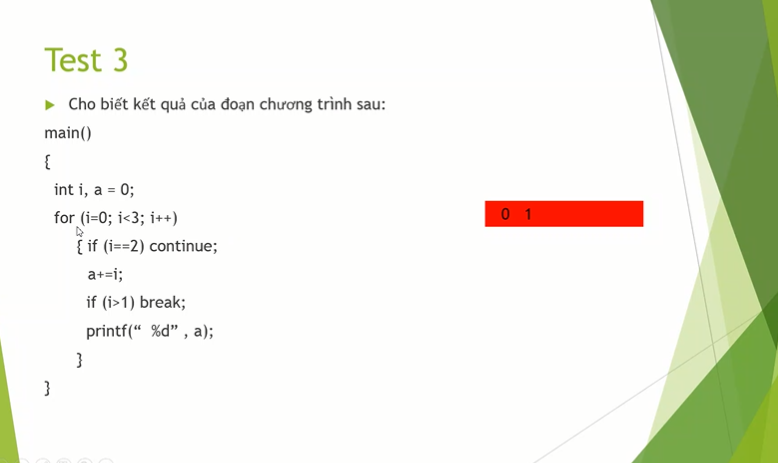 Test 3
Cho biết kết quả của đoạn chương trình sau:
main()
{
int i, a = 0;
for (i=0; i<3; i++)
{ if (i==2) continue;
a+=i;
if (i>1) break;
printf(“ %d” , a);
}
}
0 1